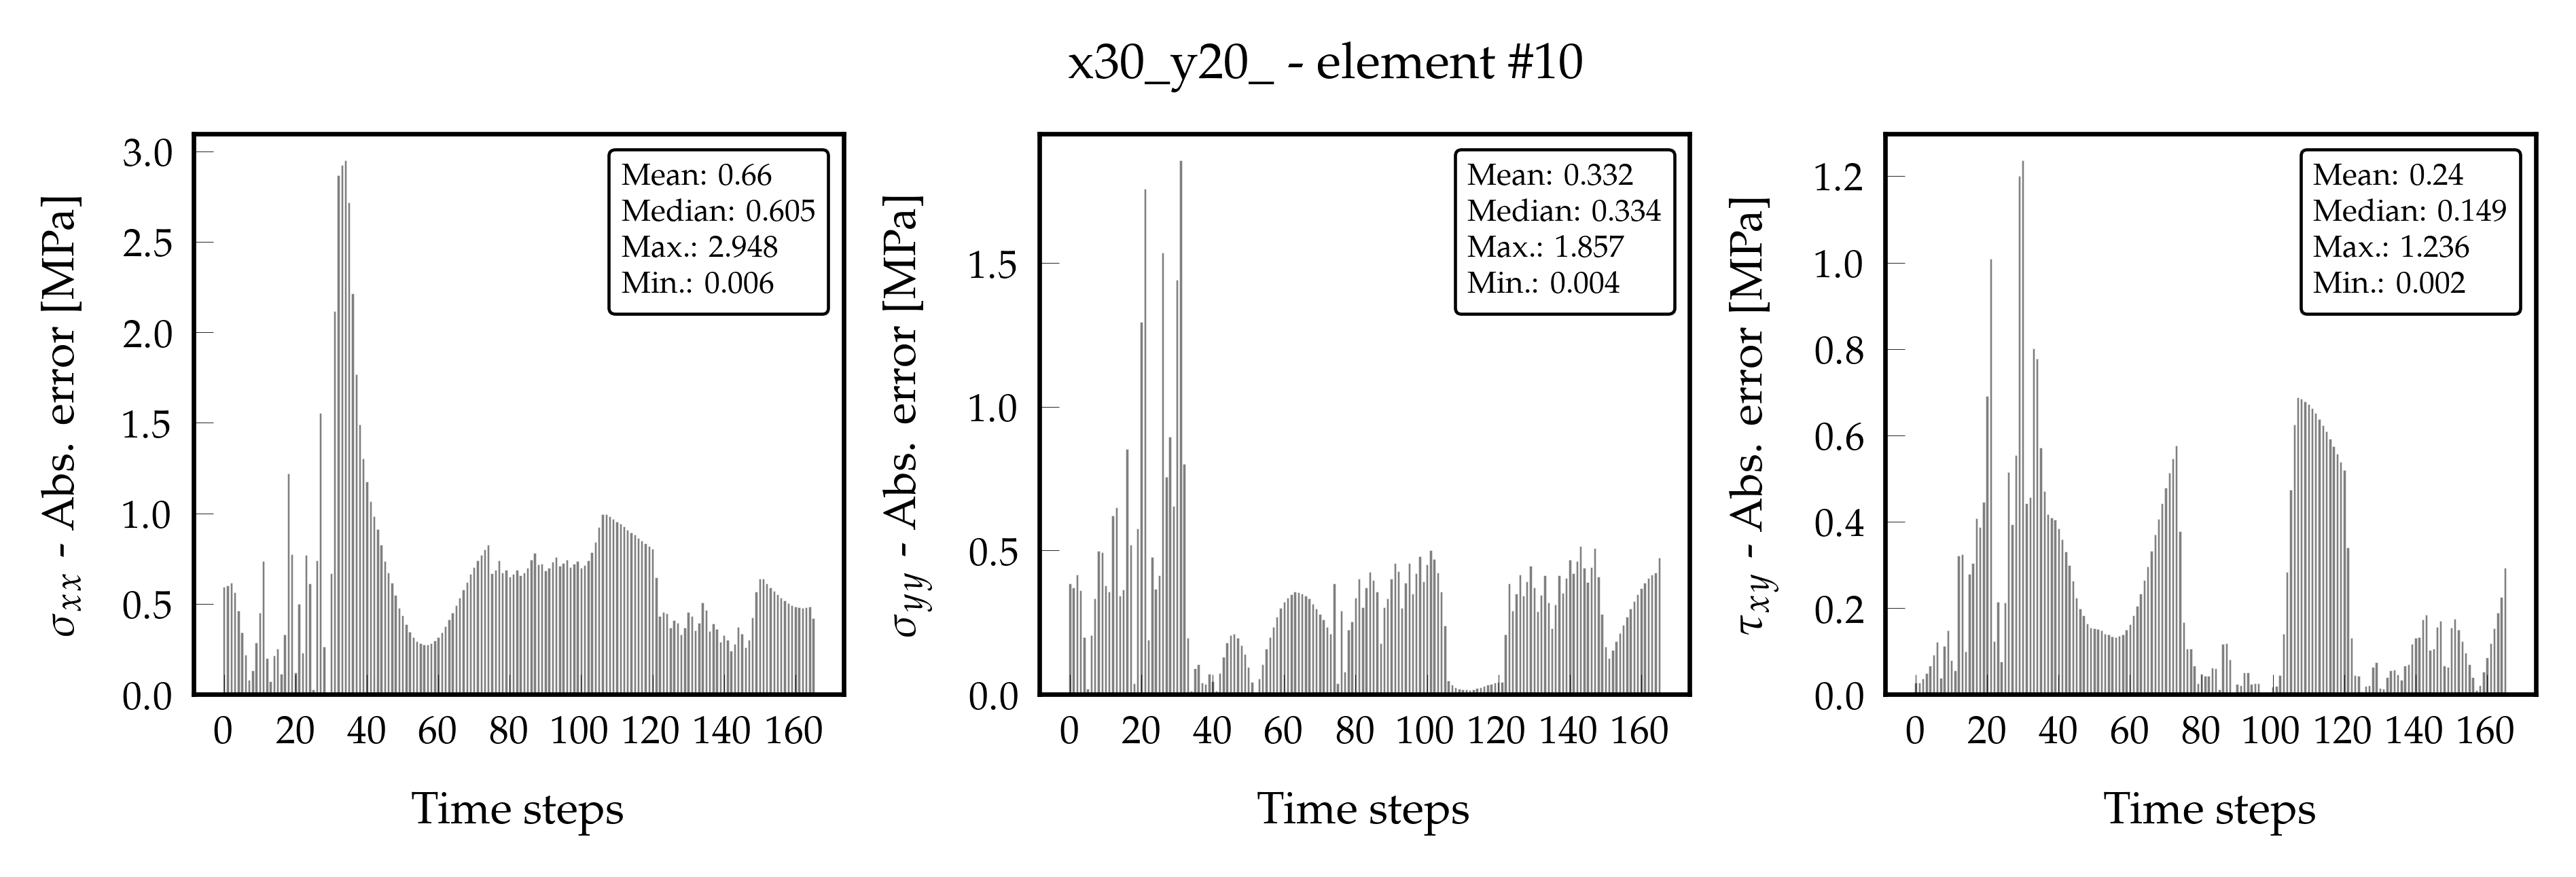 x30_y20_ - element #10
σxx - Abs. error [MPa]
3.0
2.5
2.0
1.5
1.0
0.5
0.0
Mean: 0.66
Median: 0.605
Max.: 2.948
Min.: 0.006
0 20 40 60 80 100 120 140 160
Time steps
σyy - Abs. error [MPa]
1.5
1.0
0.5
0.0
Mean: 0.332
Median: 0.334
Max.: 1.857
Min.: 0.004
0 20 40 60 80 100 120 140 160
Time steps
τxy - Abs. error [MPa]
1.2
1.0
0.8
0.6
0.4
0.2
0.0
Mean: 0.24
Median: 0.149
Max.: 1.236
Min.: 0.002
0 20 40 60 80 100 120 140 160
Time steps